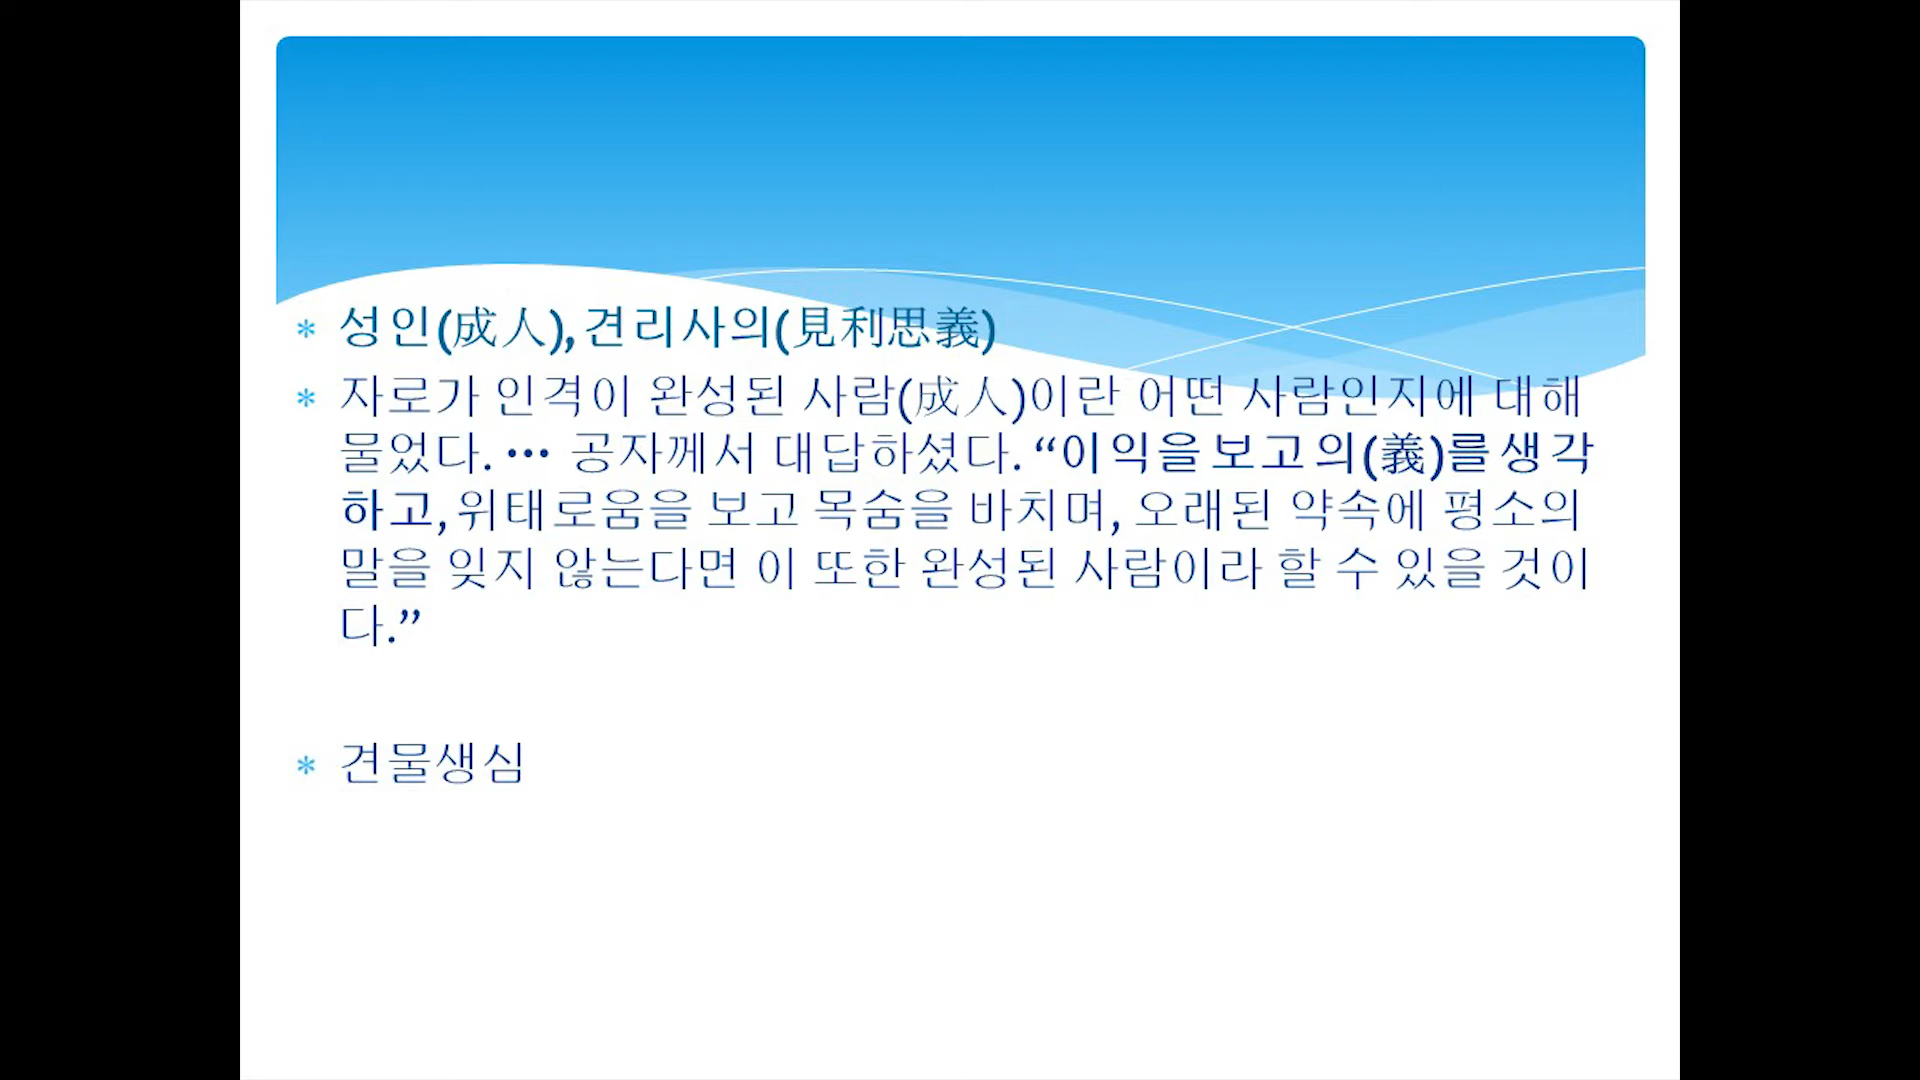 * 성인(成人), 견리사의(見利思義)
* 자로가 인격이 완성된 사람(成人)이란 어떤 사람인지에 대해
물었다. … 공자께서 대답하셨다. “이익을 보고 의(義)를 생각
하고, 위태로움을 보고 목숨을 바치며, 오래된 약속에 평소의
말을 잊지 않는다면 이 또한 완성된 사람이라 할 수 있을 것이
다.”
* 견물생심